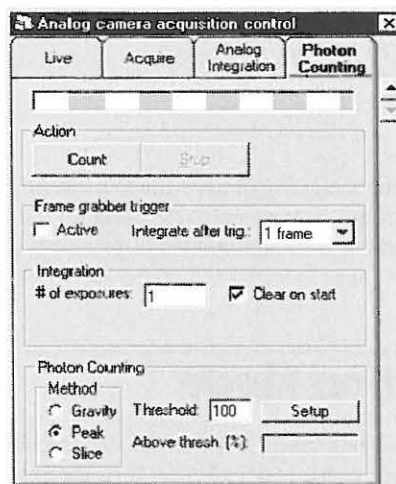 Analog camera acquisition control
Live
Acquire
Analog Integration
Photon Counting
Action
Count
Stop
Frame grabber trigger
Active
Integrate after trig.: 1 frame
Integration
# of exposures: 1
Clear on start
Photon Counting
Method
Gravity
Peak
Slice
Threshold: 100
Setup
Above thresh. (%):